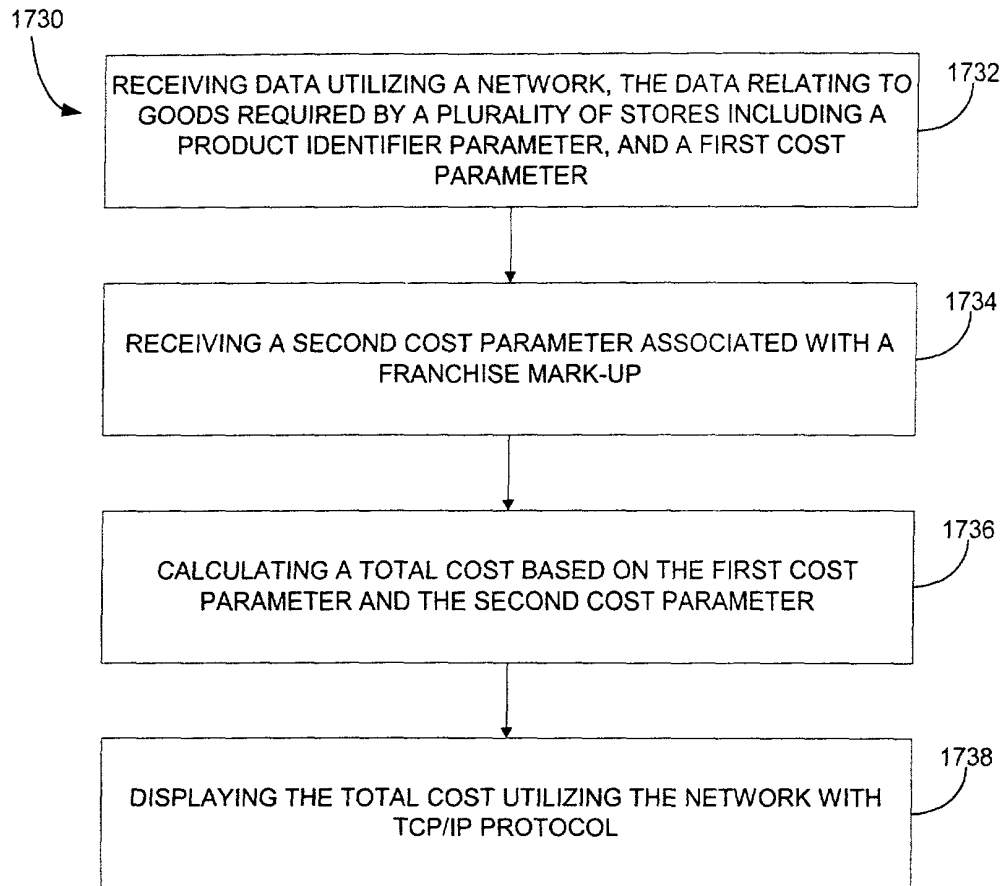 1730
RECEIVING DATA UTILIZING A NETWORK, THE DATA RELATING TO
GOODS REQUIRED BY A PLURALITY OF STORES INCLUDING A
PRODUCT IDENTIFIER PARAMETER, AND A FIRST COST
PARAMETER
1732
RECEIVING A SECOND COST PARAMETER ASSOCIATED WITH A
FRANCHISE MARK-UP
1734
CALCULATING A TOTAL COST BASED ON THE FIRST COST
PARAMETER AND THE SECOND COST PARAMETER
1736
DISPLAYING THE TOTAL COST UTILIZING THE NETWORK WITH
TCP/IP PROTOCOL
1738